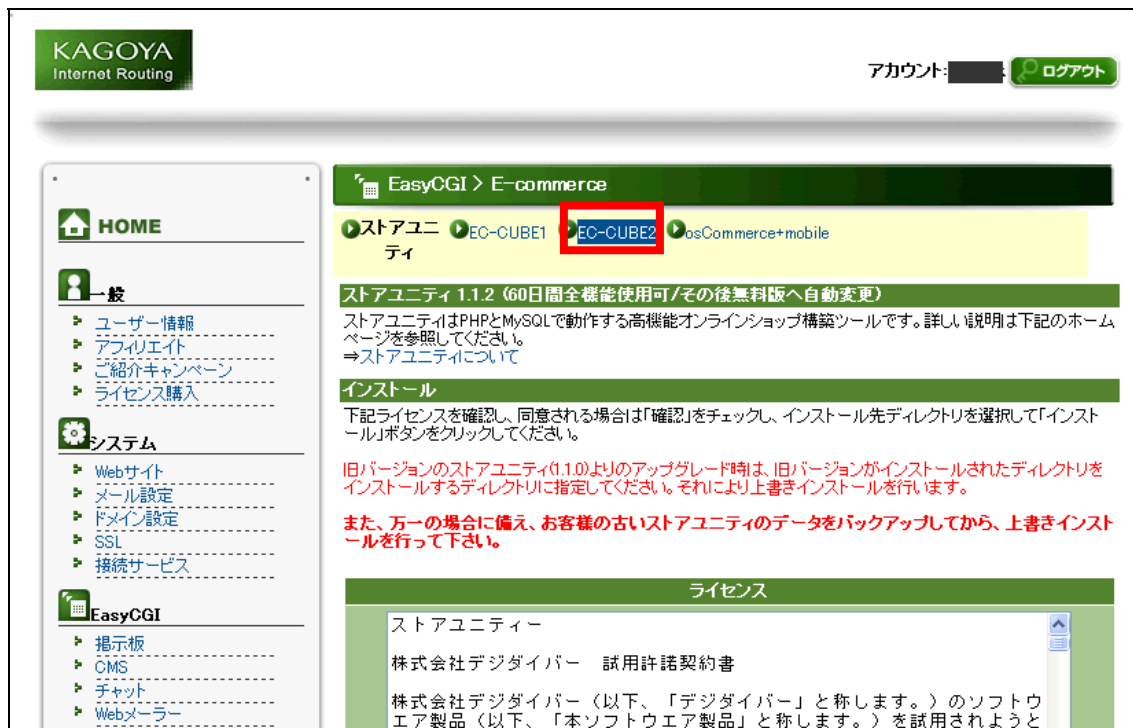 KAGOYA
Internet Routing
アカウント:
ログアウト
EasyCGI > E-commerce
ストアユニティ EC-CUBE1 EC-CUBE2 osCommerce+mobile
HOME
一般
ユーザー情報
アフィリエイト
ご紹介キャンペーン
ライセンス購入
システム
Webサイト
メール設定
ドメイン設定
SSL
接続サービス
EasyCGI
掲示板
CMS
チャット
Webメーラー
ストアユニティ 1.1.2 (60日間全機能使用可/その後無料版へ自動変更)
ストアユニティはPHPとMySQLで動作する高機能オンラインショップ構築ツールです。詳しい説明は下記のホーム
ページを参照してください。
⇒ストアユニティについて
インストール
下記ライセンスを確認し、同意される場合は「確認」をチェックし、インストール先ディレクトリを選択して「インスト
ール」ボタンをクリックしてください。
旧バージョンのストアユニティ(1.1.0)よりのアップグレード時は、旧バージョンがインストールされたディレクトリを
インストールするディレクトリに指定してください。それにより上書きインストールを行います。
また、万一の場合に備え、お客様の古いストアユニティのデータをバックアップしてから、上書きインスト
ールを行って下さい。
ライセンス
ストアユニティー
株式会社デジダイバー 試用許諾契約書
株式会社デジダイバー（以下、「デジダイバー」と称します。）のソフトウ
エア製品（以下、「本ソフトウエア製品」と称します。）を試用されようと